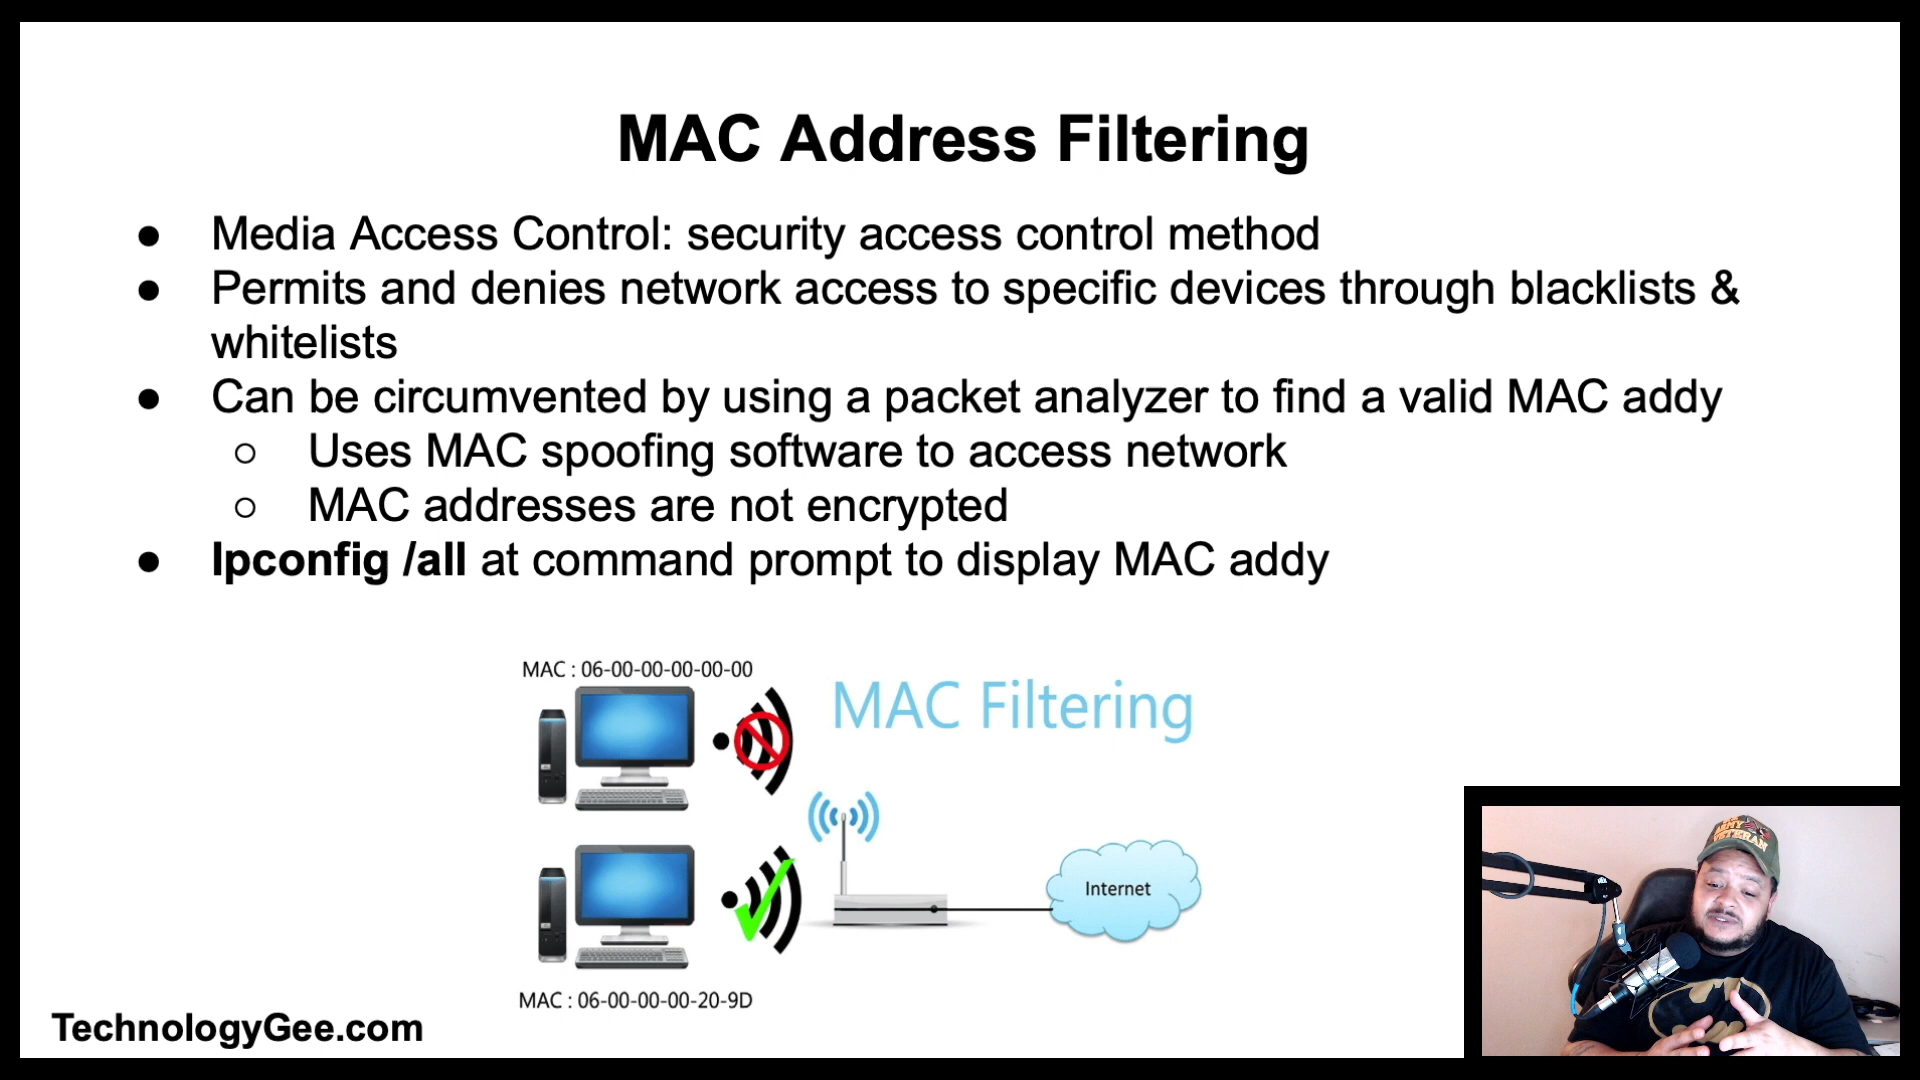 MAC Address Filtering
● Media Access Control: security access control method
● Permits and denies network access to specific devices through blacklists &
whitelists
● Can be circumvented by using a packet analyzer to find a valid MAC addy
○ Uses MAC spoofing software to access network
○ MAC addresses are not encrypted
● Ipconfig /all at command prompt to display MAC addy
MAC : 06-00-00-00-00-00
MAC Filtering
Internet
MAC : 06-00-00-00-20-9D
TechnologyGee.com
ARMY
VETERAN